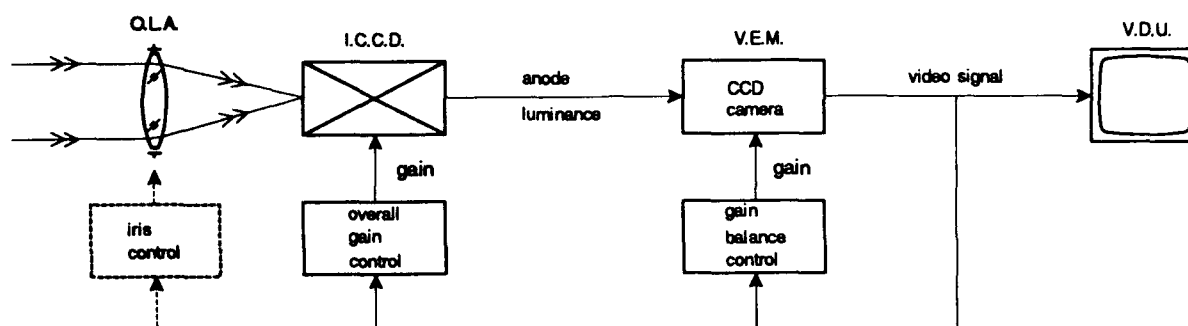 O.L.A.
I.C.C.D.
V.E.M.
V.D.U.
anode
luminance
CCD
camera
video signal
gain
gain
iris
control
overall
gain
control
gain
balance
control